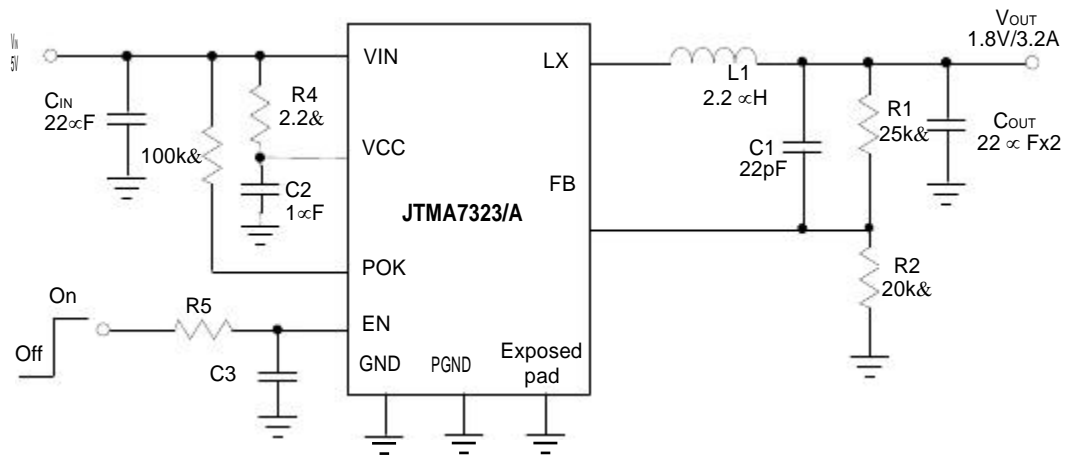 VIN
5V
CIN
22∝F
100k&
R4
2.2&
C2
1∝F
VIN
VCC
POK
EN
GND
PGND
Exposed
pad
LX
FB
JTMA7323/A
On
Off
R5
C3
L1
2.2 ∝H
C1
22pF
R1
25k&
R2
20k&
VOUT
1.8V/3.2A
COUT
22 ∝ Fx2